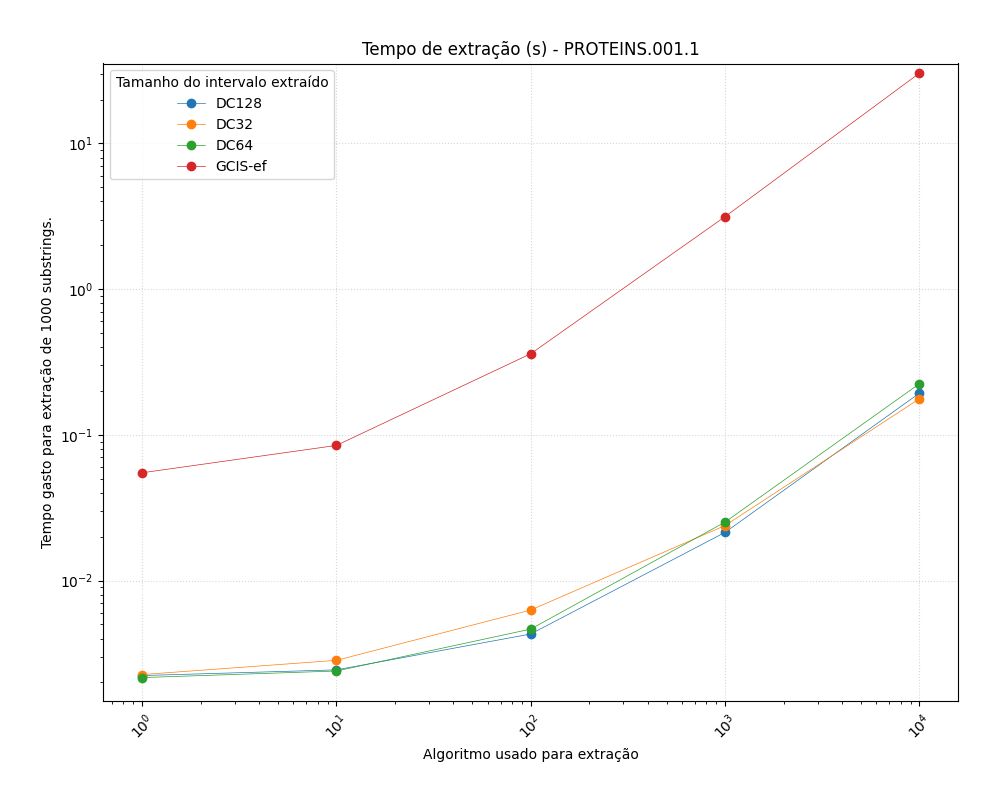 Tempo de extração (s) - PROTEINS.001.1
Tamanho do intervalo extraído
DC128
DC32
DC64
GCIS-ef
Tempo gasto para extração de 1000 substrings.
10¹
10⁰
10⁻¹
10⁻²
10⁰ 10¹ 10² 10³ 10⁴
Algoritmo usado para extração